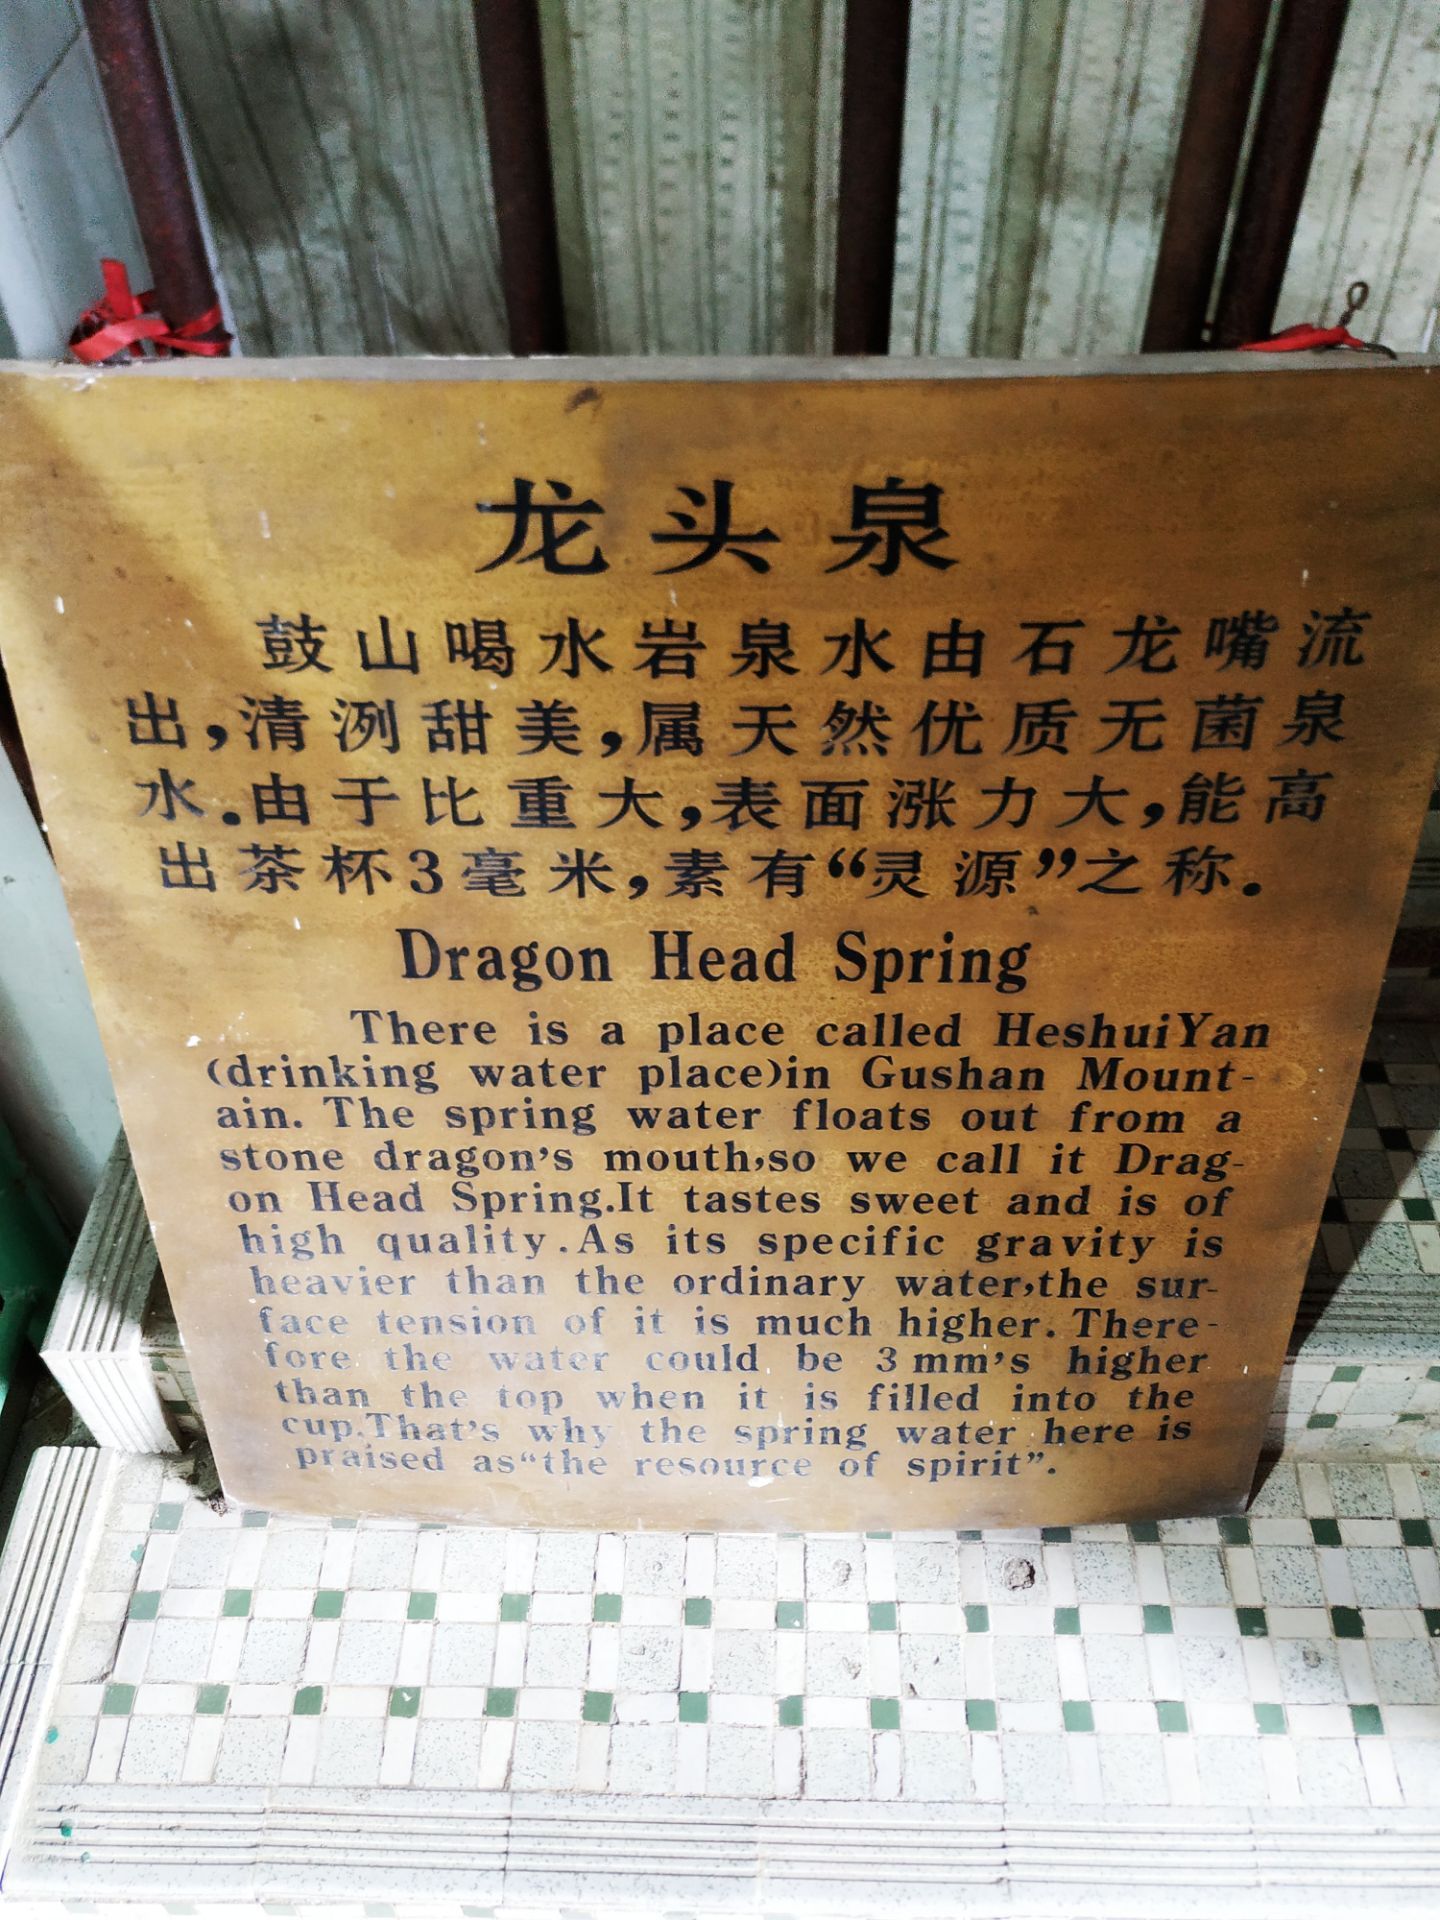 龙头泉
鼓山喝水岩泉水由石龙嘴流
出,清洌甜美,属天然优质无菌泉
水.由于比重大,表面涨力大,能高
出茶杯3毫米,素有“灵源”之称.
Dragon Head Spring
There is a place called HeshuiYan
(drinking water place)in Gushan Mount-
ain. The spring water floats out from a
stone dragon's mouth,so we call it Drag-
on Head Spring.It tastes sweet and is of
high quality.As its specific gravity is
heavier than the ordinary water,the sur-
face tension of it is much higher. There-
fore the water could be 3mm's higher
than the top when it is filled into the
cup.That's why the spring water here is
praised as“the resource of spirit”.